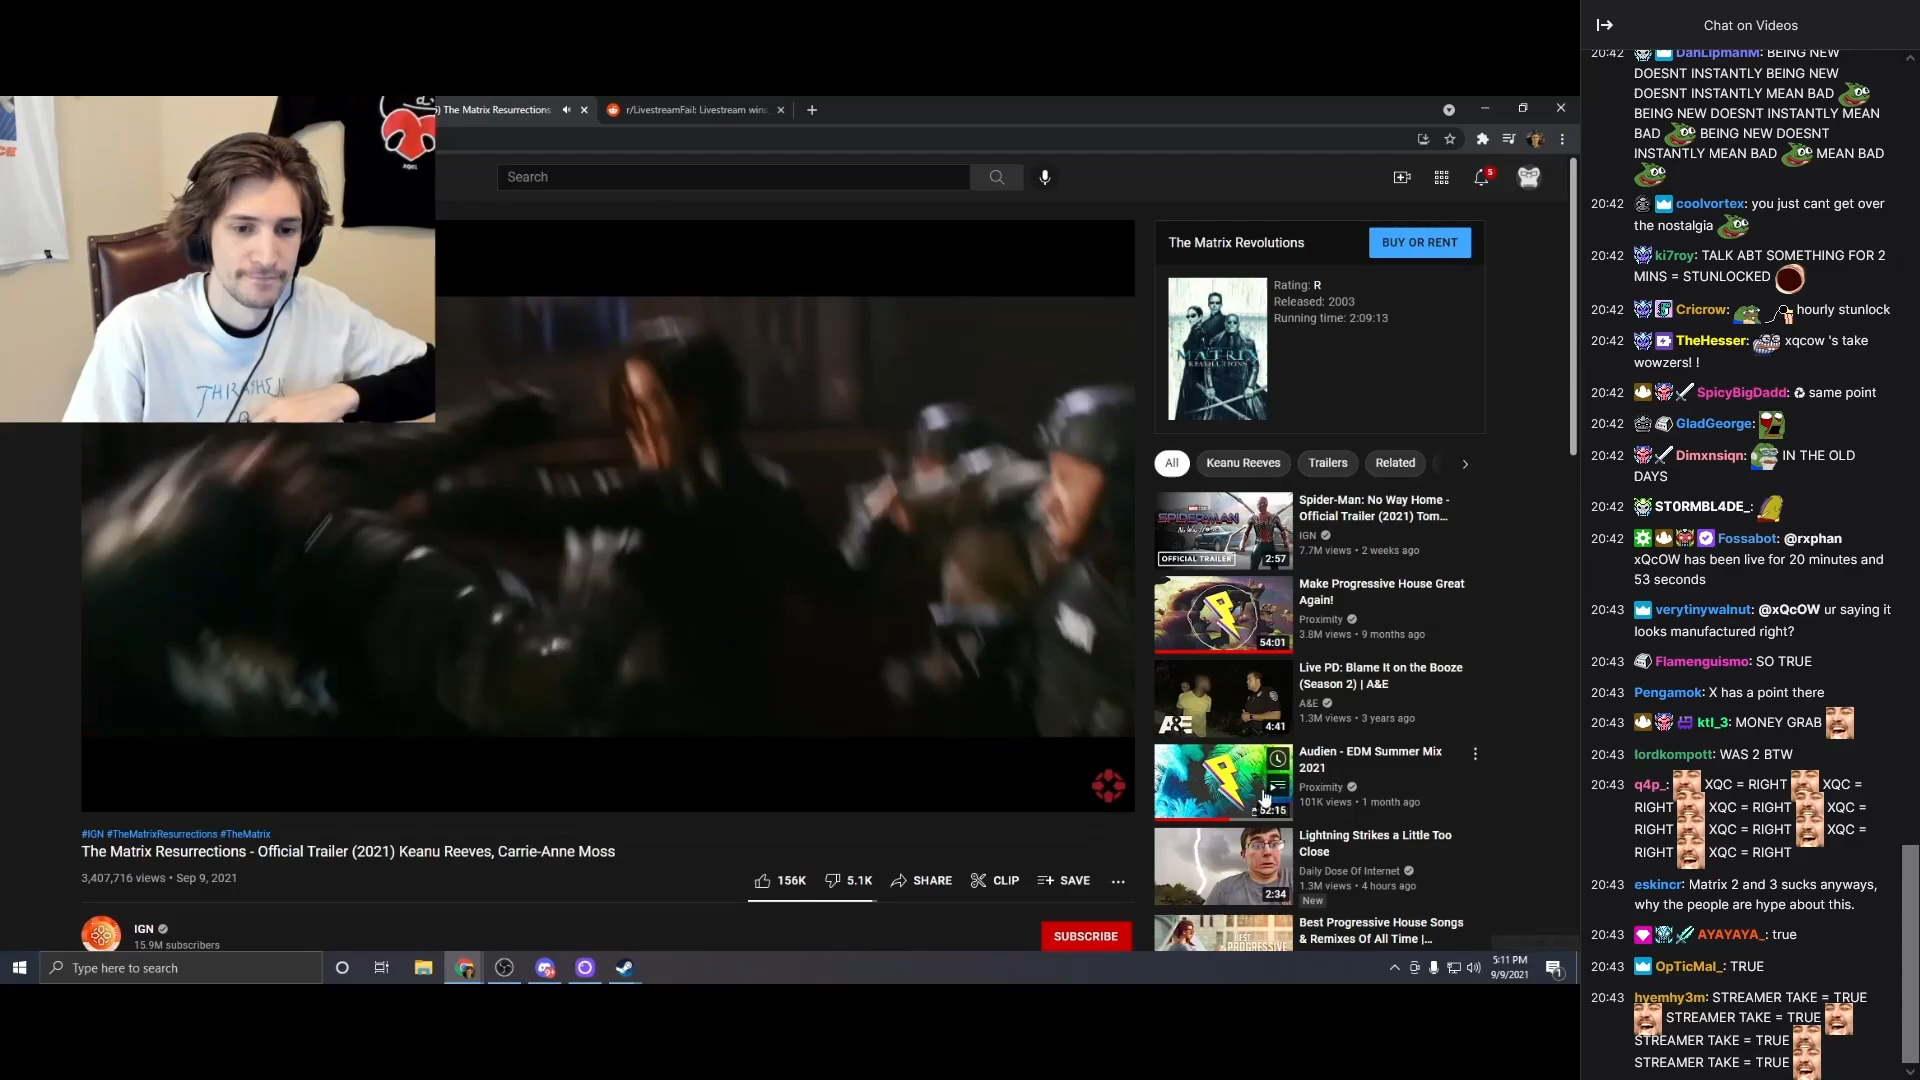 Chat on Videos
) The Matrix Resurrections
r/LivestreamFail: Livestream wins
Search
5
The Matrix Revolutions
BUY OR RENT
Rating: R
Released: 2003
Running time: 2:09:13
MATRIX
REVOLUTIONS
THRASHER
All
Keanu Reeves
Trailers
Related
Spider-Man: No Way Home -
Official Trailer (2021) Tom...
IGN
7.7M views • 2 weeks ago
SPIDER-MAN
OFFICIAL TRAILER
2:57
Make Progressive House Great
Again!
Proximity
3.8M views • 9 months ago
54:01
Live PD: Blame It on the Booze
(Season 2) | A&E
A&E
1.3M views • 3 years ago
A&E
4:41
Audien - EDM Summer Mix
2021
Proximity
101K views • 1 month ago
52:15
Lightning Strikes a Little Too
Close
Daily Dose Of Internet
1.3M views • 4 hours ago
New
2:34
Best Progressive House Songs
& Remixes Of All Time |...
#IGN #TheMatrixResurrections #TheMatrix
The Matrix Resurrections - Official Trailer (2021) Keanu Reeves, Carrie-Anne Moss
3,407,716 views • Sep 9, 2021
156K
5.1K
SHARE
CLIP
SAVE
IGN
15.9M subscribers
SUBSCRIBE
Type here to search
5:11 PM
9/9/2021
1
20:42 DanLipmanM: BEING NEW
DOESNT INSTANTLY BEING NEW
DOESNT INSTANTLY MEAN BAD
BEING NEW DOESNT INSTANTLY MEAN
BAD BEING NEW DOESNT
INSTANTLY MEAN BAD MEAN BAD
20:42 coolvortex: you just cant get over
the nostalgia
20:42 ki7roy: TALK ABT SOMETHING FOR 2
MINS = STUNLOCKED
20:42 Cricrow: hourly stunlock
20:42 TheHesser: xqcow 's take
wowzers! !
20:42 SpicyBigDadd: ♻ same point
20:42 GladGeorge:
20:42 Dimxnsiqn: IN THE OLD
DAYS
20:42 ST0RMBL4DE_:
20:42 Fossabot: @rxphan
xQcOW has been live for 20 minutes and
53 seconds
20:43 verytinywalnut: @xQcOW ur saying it
looks manufactured right?
20:43 Flamenguismo: SO TRUE
20:43 Pengamok: X has a point there
20:43 ktl_3: MONEY GRAB
20:43 lordkompott: WAS 2 BTW
20:43 q4p_: XQC = RIGHT XQC =
RIGHT XQC = RIGHT XQC =
RIGHT XQC = RIGHT XQC =
RIGHT XQC = RIGHT
20:43 eskincr: Matrix 2 and 3 sucks anyways,
why the people are hype about this.
20:43 AYAYAYA_: true
20:43 OpTicMal_: TRUE
20:43 hyemhy3m: STREAMER TAKE = TRUE
STREAMER TAKE = TRUE
STREAMER TAKE = TRUE
STREAMER TAKE = TRUE